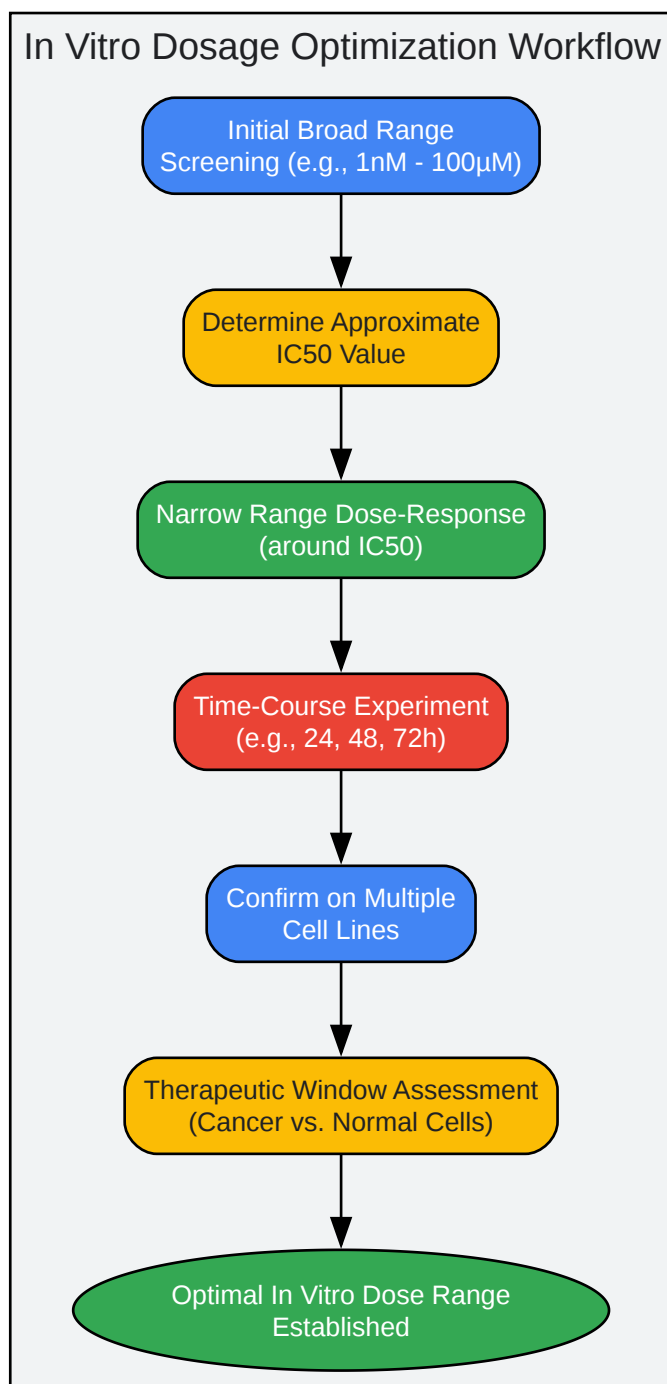 In Vitro Dosage Optimization Workflow
Initial Broad Range
Screening (e.g., 1nM - 100µM)
Determine Approximate
IC50 Value
Narrow Range Dose-Response
(around IC50)
Time-Course Experiment
(e.g., 24, 48, 72h)
Confirm on Multiple
Cell Lines
Therapeutic Window Assessment
(Cancer vs. Normal Cells)
Optimal In Vitro Dose Range
Established